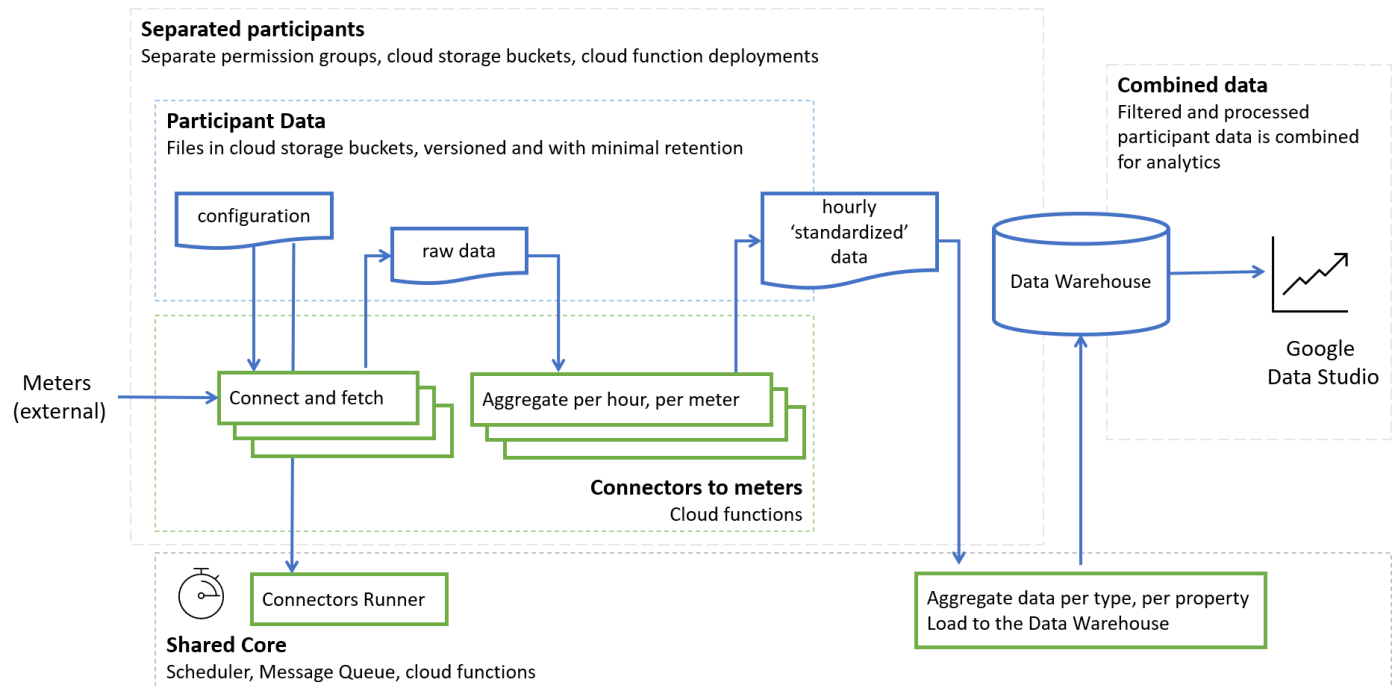 Separated participants
Separate permission groups, cloud storage buckets, cloud function deployments
Participant Data
Files in cloud storage buckets, versioned and with minimal retention
configuration
raw data
hourly
‘standardized’
data
Combined data
Filtered and processed
participant data is combined
for analytics
Data Warehouse
Google
Data Studio
Meters
(external)
Connect and fetch
Aggregate per hour, per meter
Connectors to meters
Cloud functions
Connectors Runner
Aggregate data per type, per property
Load to the Data Warehouse
Shared Core
Scheduler, Message Queue, cloud functions